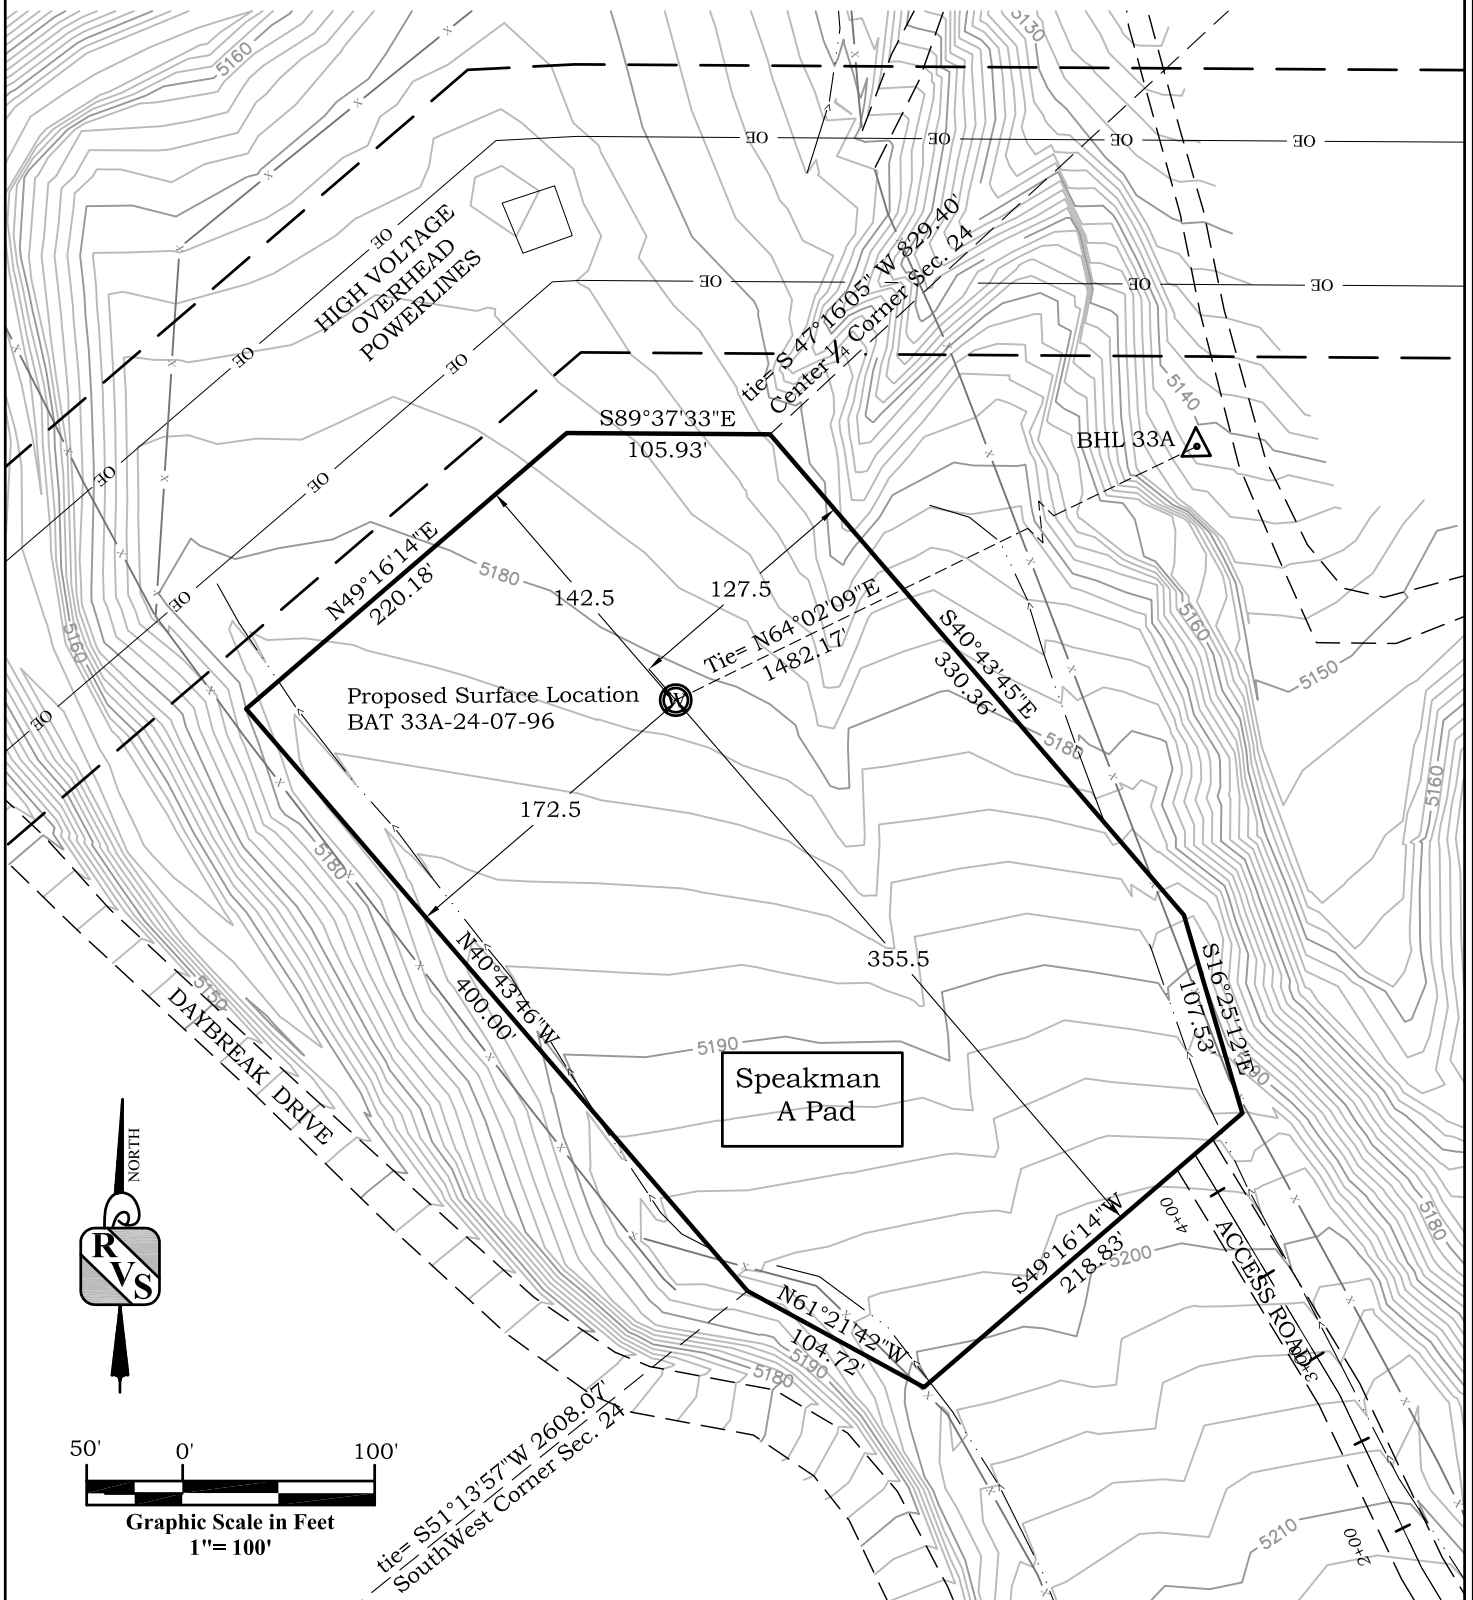 5160
5130
OE
OE
OE
OE
OE
HIGH VOLTAGE
OVERHEAD
POWERLINES
tie= S 47°16'05" W 829.40'
Center ¼ Corner Sec. 24
OE
OE
OE
OE
OE
OE
OE
OE
OE
OE
5140
BHL 33A
S89°37'33"E
105.93'
N49°16'14"E
220.18'
5180
142.5
127.5
Tie= N64°02'09"E
1482.17'
S40°43'45"E
330.36'
5160
5160
5150
5160
5180
Proposed Surface Location
BAT 33A-24-07-96
W
172.5
5180
355.5
N40°43'46"W
400.00'
S16°25'12"E
107.53'
5190
5150
DAYBREAK DRIVE
5190
Speakman
A Pad
NORTH
R
V
S
S49°16'14"W
218.83'
5200
4+00
ACCESS ROAD
3+00
5180
N61°21'42"W
104.72'
5190
5180
tie= S51°13'57"W 2608.07'
SouthWest Corner Sec. 24
5210
2+00
50' 0' 100'
Graphic Scale in Feet
1"= 100'